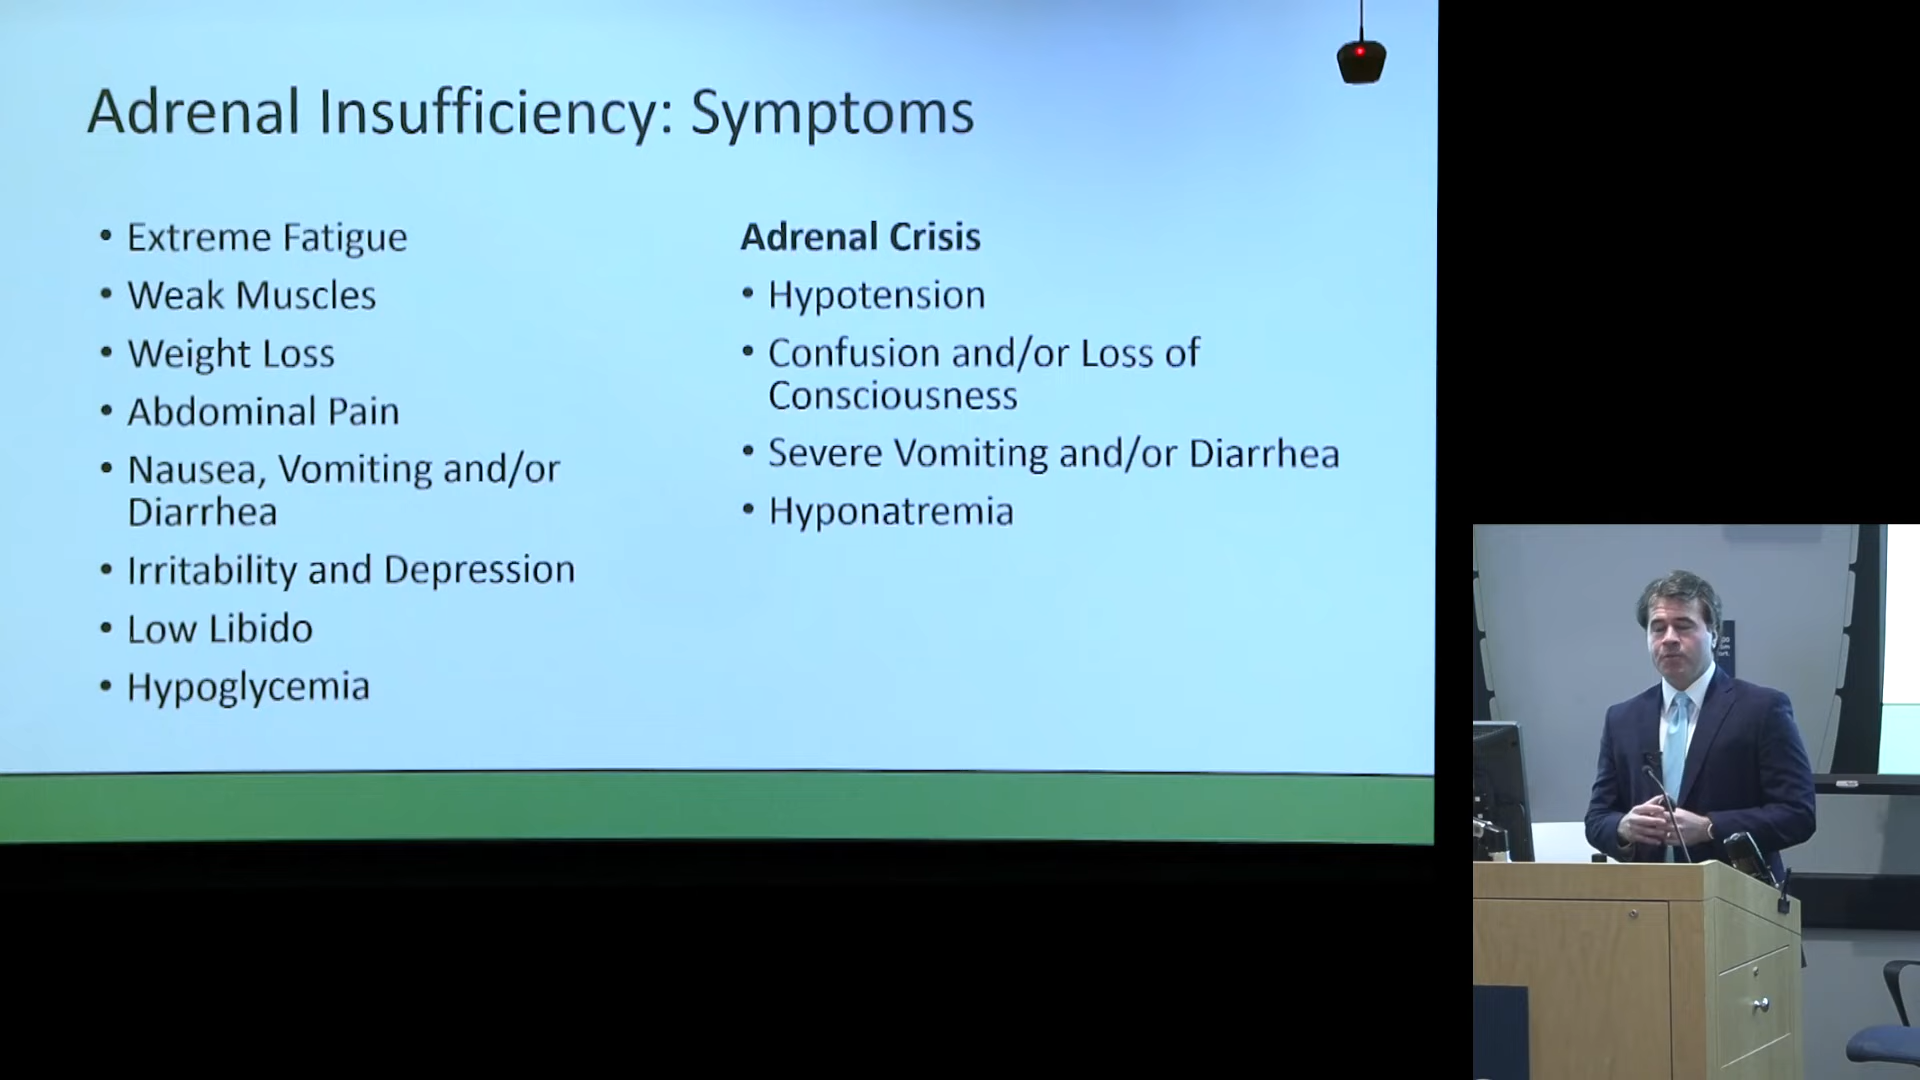 Adrenal Insufficiency: Symptoms
• Extreme Fatigue
• Weak Muscles
• Weight Loss
• Abdominal Pain
• Nausea, Vomiting and/or
Diarrhea
• Irritability and Depression
• Low Libido
• Hypoglycemia
Adrenal Crisis
• Hypotension
• Confusion and/or Loss of
Consciousness
• Severe Vomiting and/or Diarrhea
• Hyponatremia